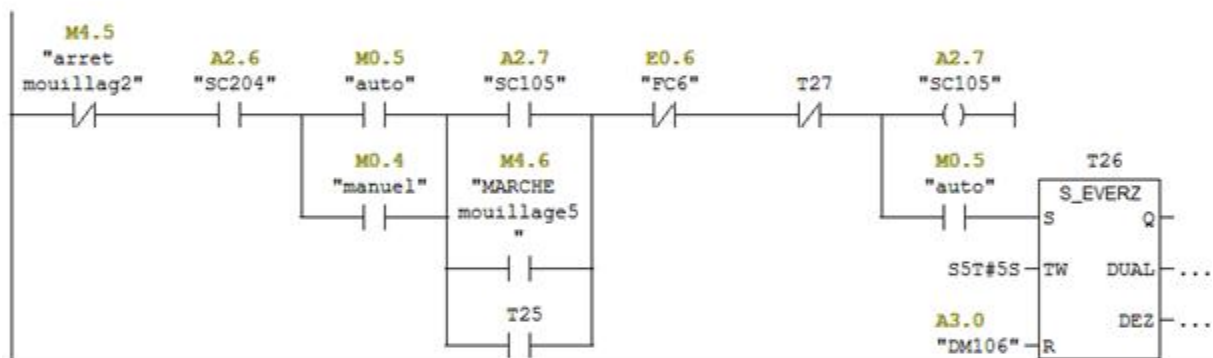 M4.5
"arret
mouillag2"
A2.6
"SC204"
M0.5
"auto"
A2.7
"SC105"
E0.6
"FC6"
T27
A2.7
"SC105"
M0.4
"manuel"
M4.6
"MARCHE
mouillage5
"
T25
M0.5
"auto"
T26
S_EVERZ
S
Q
S5T#5S
TW
DUAL
...
A3.0
"DM106"
R
DEZ
...